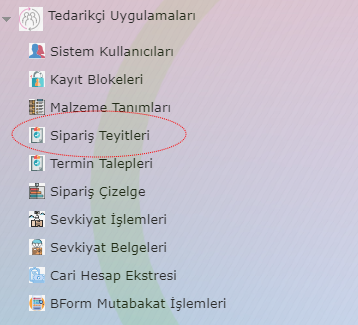 Tedarikçi Uygulamaları
Sistem Kullanıcıları
Kayıt Blokeleri
Malzeme Tanımları
Sipariş Teyitleri
Termin Talepleri
Sipariş Çizelge
Sevkiyat İşlemleri
Sevkiyat Belgeleri
Cari Hesap Ekstresi
BForm Mutabakat İşlemleri